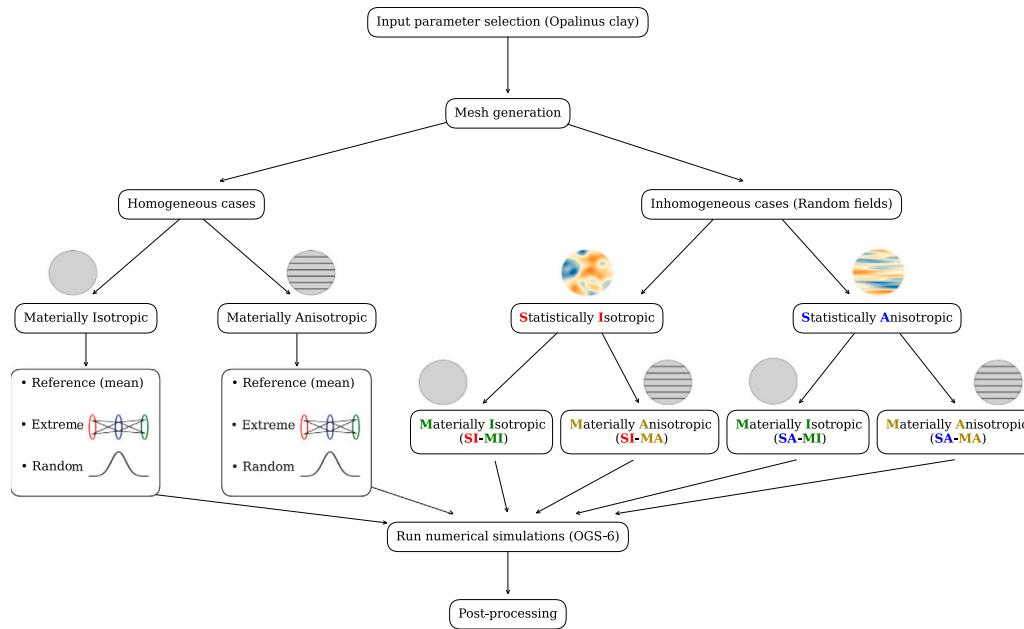 Input parameter selection (Opalinus clay)
Mesh generation
Homogeneous cases
Inhomogeneous cases (Random fields)
Materially Isotropic
Materially Anisotropic
Statistically Isotropic
Statistically Anisotropic
• Reference (mean)
• Extreme
• Random
• Reference (mean)
• Extreme
• Random
Materially Isotropic
(SI-MI)
Materially Anisotropic
(SI-MA)
Materially Isotropic
(SA-MI)
Materially Anisotropic
(SA-MA)
Run numerical simulations (OGS-6)
Post-processing